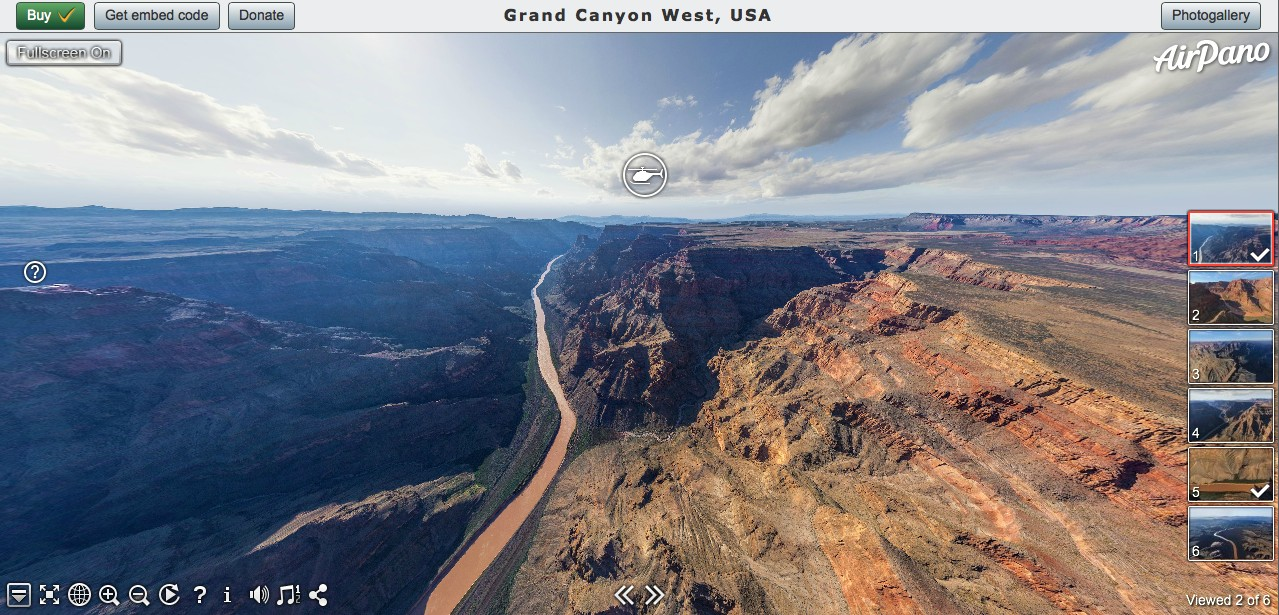 Buy
Get embed code
Donate
Grand Canyon West, USA
Photogallery
Fullscreen On
AirPano
?
1
2
3
4
5
6
? i
Viewed 2 of 6